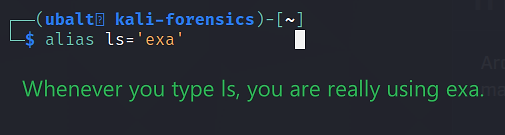 (ubalt kali-forensics)-[~]
$ alias ls='exa'
Whenever you type ls, you are really using exa.